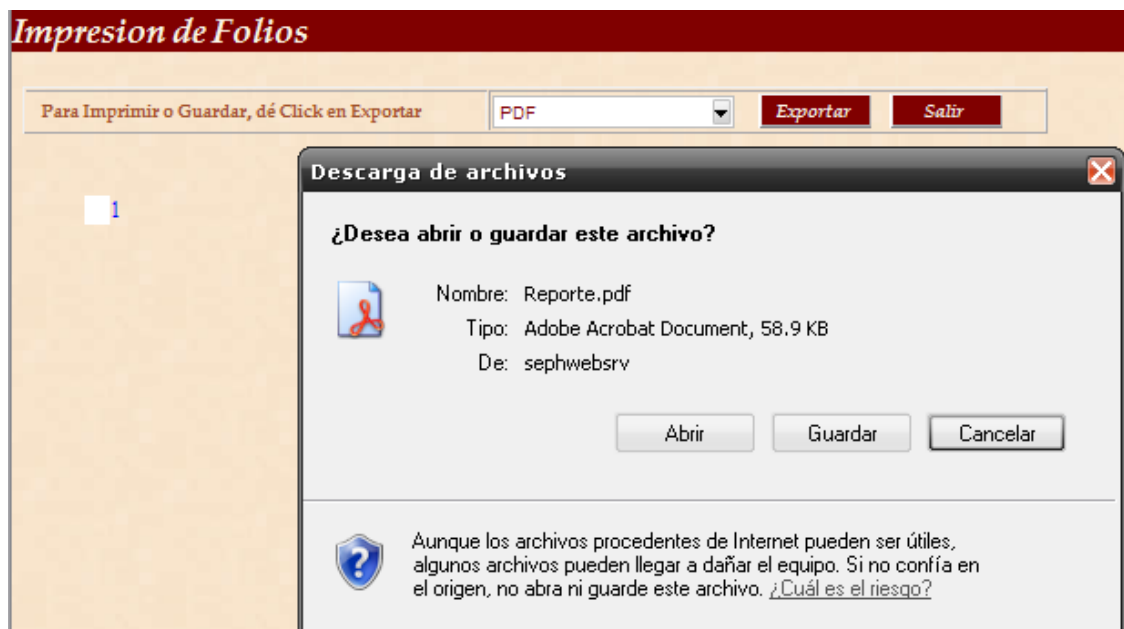 Impresion de Folios
Para Imprimir o Guardar, dé Click en Exportar
PDF
Exportar
Salir
1
Descarga de archivos
¿Desea abrir o guardar este archivo?
Nombre: Reporte.pdf
Tipo: Adobe Acrobat Document, 58.9 KB
De: sephwebsrv
Abrir
Guardar
Cancelar
Aunque los archivos procedentes de Internet pueden ser útiles,
algunos archivos pueden llegar a dañar el equipo. Si no confía en
el origen, no abra ni guarde este archivo. ¿Cuál es el riesgo?